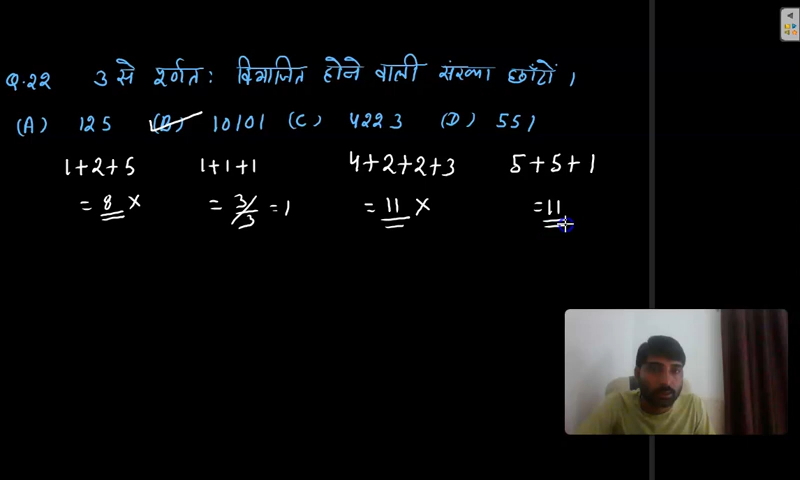 Q.22 3 से पूर्णत: विभाजित होने वाली संख्या छाँटों ।
(A) 125 (B) 10101 (C) 4223 (D) 551
1+2+5 1+1+1 4+2+2+3 5+5+1
= 8 × = 3/3 = 1 = 11 × = 11